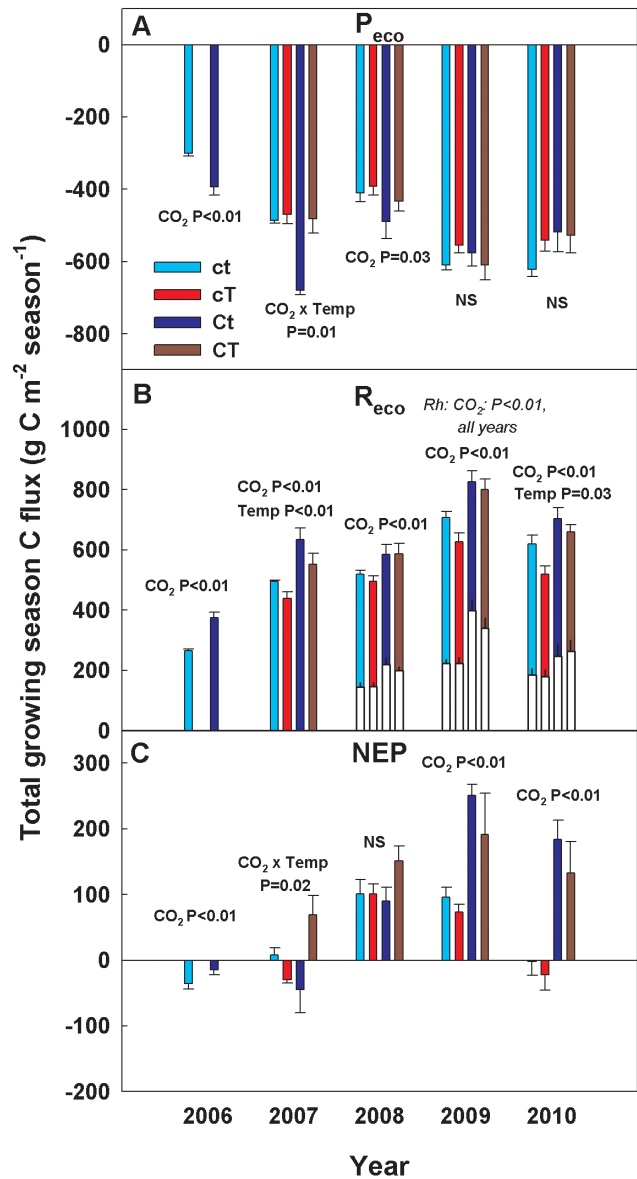 Total growing season C flux (g C m⁻² season⁻¹)
A
P_eco
0
-200
-400
-600
-800
CO₂ P<0.01
CO₂ x Temp
P=0.01
CO₂ P=0.03
NS
NS
ct
cT
Ct
CT
B
R_eco
Rh: CO₂: P<0.01,
all years
1000
800
600
400
200
0
CO₂ P<0.01
CO₂ P<0.01
Temp P<0.01
CO₂ P<0.01
CO₂ P<0.01
CO₂ P<0.01
Temp P=0.03
C
NEP
300
200
100
0
-100
-200
CO₂ P<0.01
CO₂ x Temp
P=0.02
NS
CO₂ P<0.01
CO₂ P<0.01
2006 2007 2008 2009 2010
Year